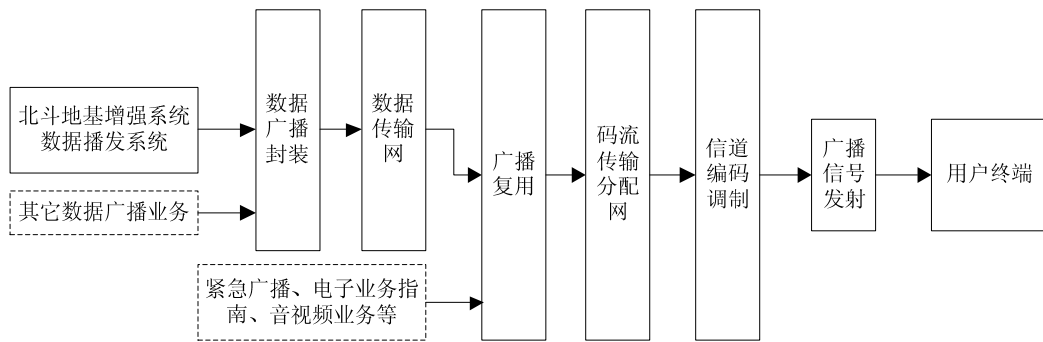 北斗地基增强系统
数据播发系统
其它数据广播业务
数据
广播
封装
数据
传输
网
紧急广播、电子业务指
南、音视频业务等
广播
复用
码流
传输
分配
网
信道
编码
调制
广播
信号
发射
用户终端